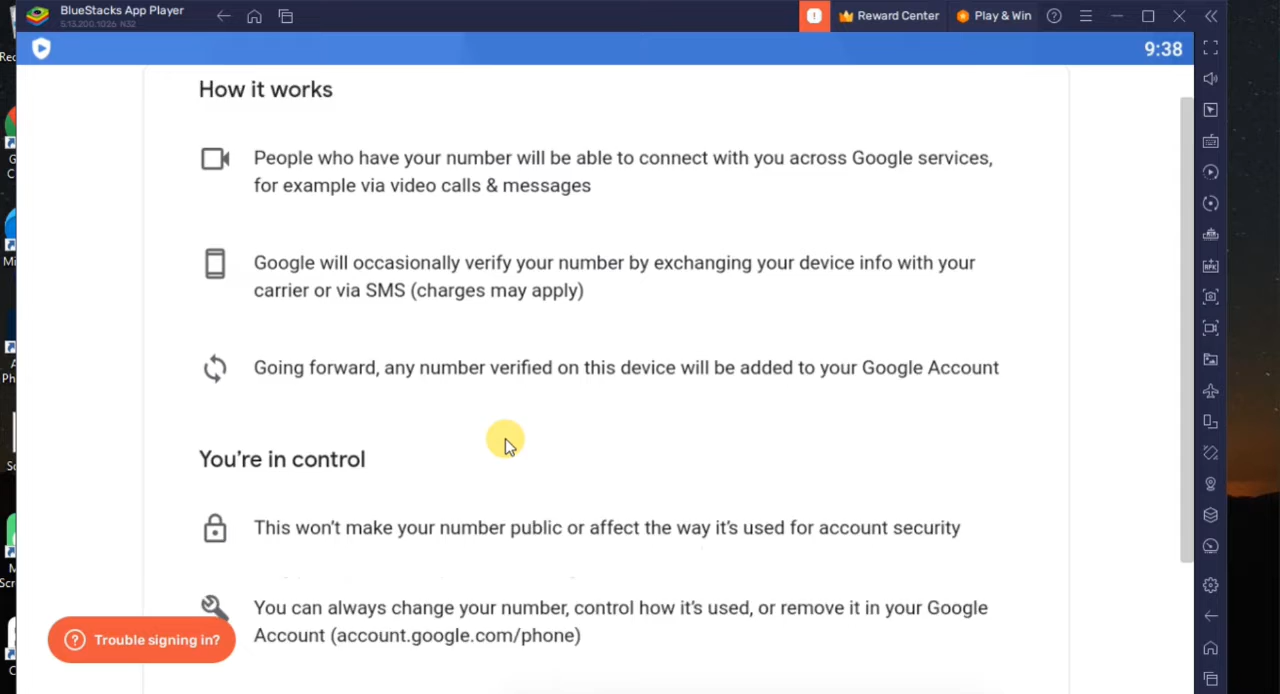 BlueStacks App Player
5.13.200.1026 N32
Reward Center
Play & Win
9:38
How it works
People who have your number will be able to connect with you across Google services,
for example via video calls & messages
Google will occasionally verify your number by exchanging your device info with your
carrier or via SMS (charges may apply)
Going forward, any number verified on this device will be added to your Google Account
You're in control
This won't make your number public or affect the way it's used for account security
You can always change your number, control how it's used, or remove it in your Google
Account (account.google.com/phone)
Trouble signing in?